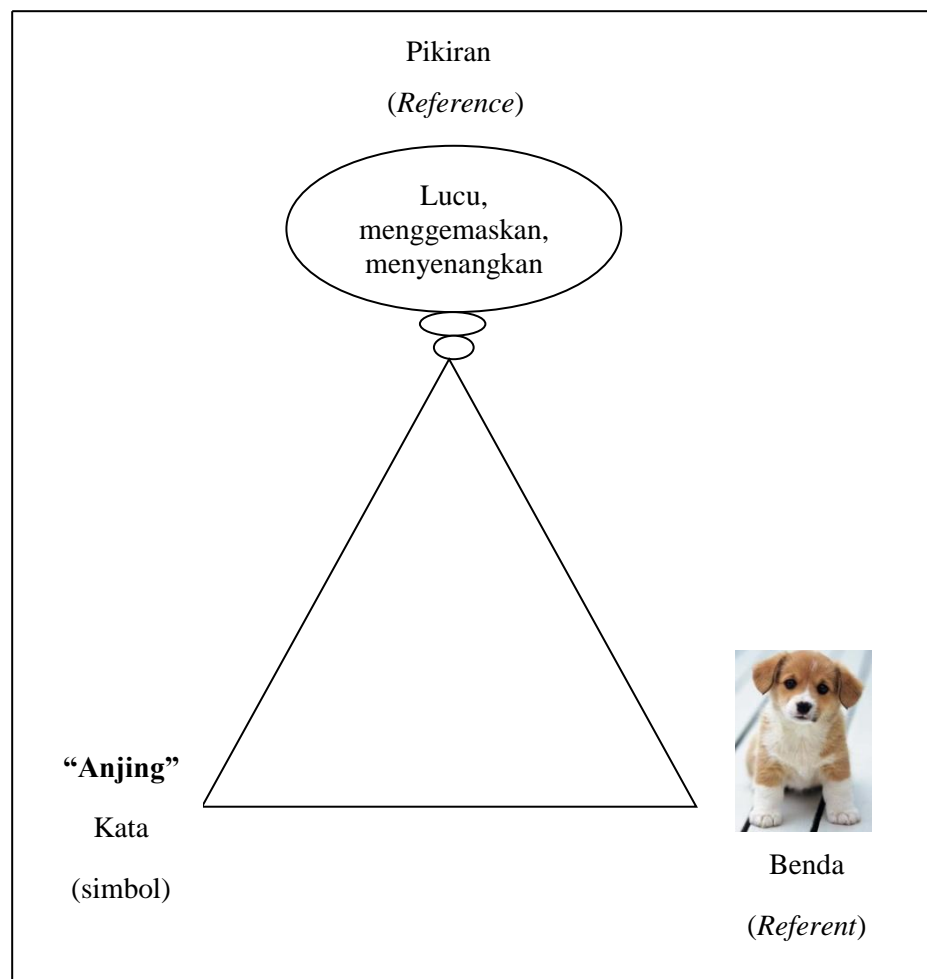 Pikiran
(Reference)
Lucu,
menggemaskan,
menyenangkan
“Anjing”
Kata
(simbol)
Benda
(Referent)